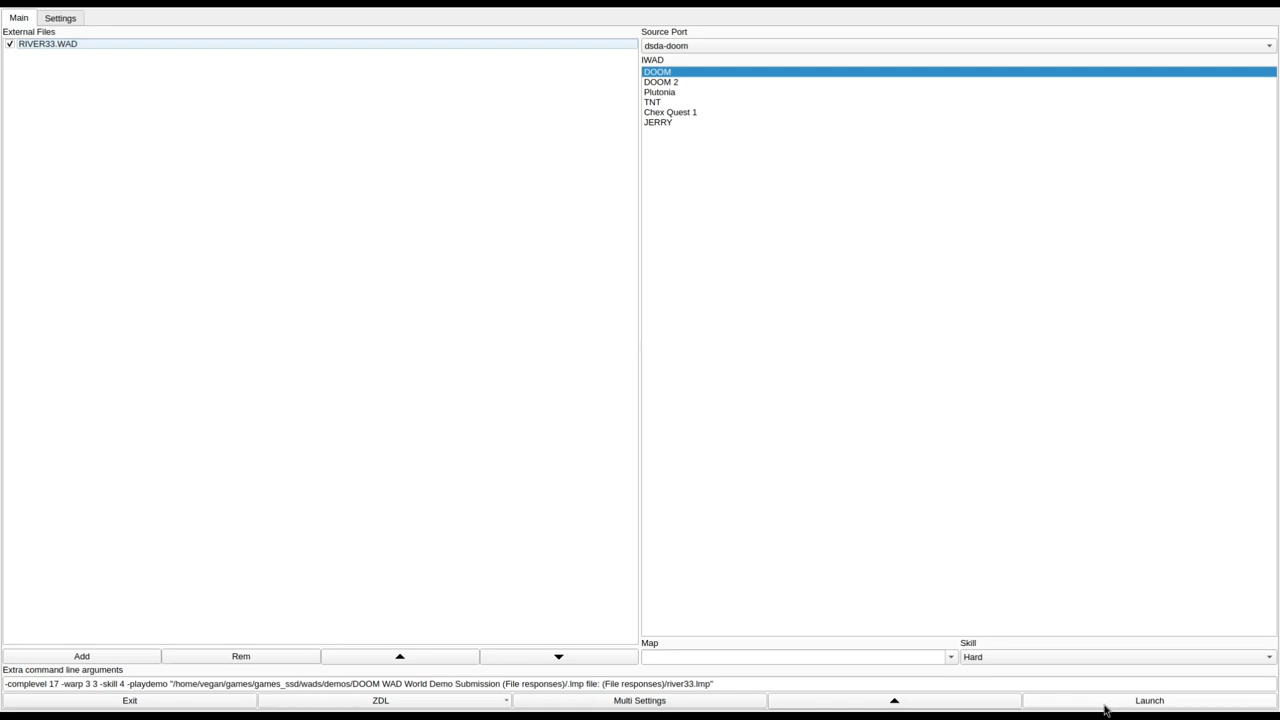 Main Settings
External Files
RIVER33.WAD
Source Port
dsda-doom
IWAD
DOOM
DOOM 2
Plutonia
TNT
Chex Quest 1
JERRY
Map
Skill
Hard
Add Rem
Extra command line arguments
-complevel 17 -warp 3 3 -skill 4 -playdemo "/home/vegan/games/games_ssd/wads/demos/DOOM WAD World Demo Submission (File responses)/.lmp file: (File responses)/river33.lmp"
Exit ZDL Multi Settings Launch